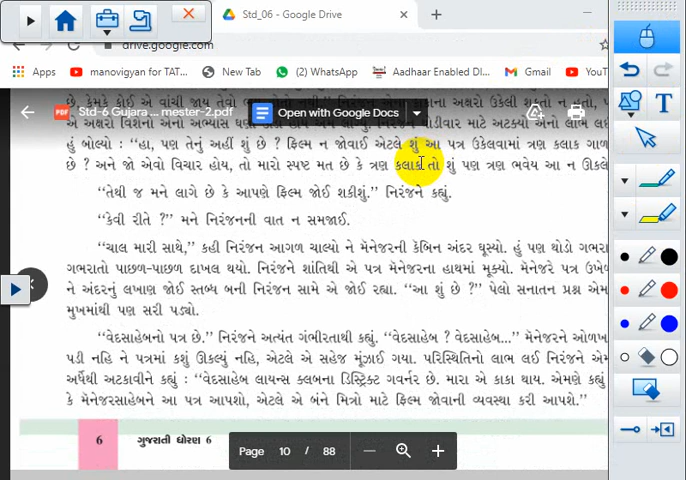 Std_06 - Google Drive
drive.google.com
Apps
manovigyan for TAT...
New Tab
(2) WhatsApp
Aadhaar Enabled DI...
Gmail
YouT
PDF
Std-6 Gujara ... mester-2.pdf
Open with Google Docs
T
હું બોલ્યો : ‘‘હા, પણ તેનું અહીં શું છે ? ફિલ્મ ન જોવાઈ એટલે શું આ પત્ર ઉકેલવામાં ત્રણ કલાક ગાળ
છે ? અને જો એવો વિચાર હોય, તો મારો સ્પષ્ટ મત છે કે ત્રણ કલાક તો શું પણ ત્રણ ભવેય આ ન ઊકલે
‘‘તેથી જ મને લાગે છે કે આપણે ફિલ્મ જોઈ શકીશું.’’ નિરંજને કહ્યું.
‘‘કેવી રીતે ?’’ મને નિરંજનની વાત ન સમજાઈ.
‘‘ચાલ મારી સાથે,’’ કહી નિરંજન આગળ ચાલ્યો ને મૅનેજરની કૅબિન અંદર ઘૂસ્યો. હું પણ થોડો ગભરા
ગભરાતો પાછળ-પાછળ દાખલ થયો. નિરંજને શાંતિથી એ પત્ર મૅનેજરના હાથમાં મૂક્યો. મૅનેજરે પત્ર ઉખે
ને અંદરનું લખાણ જોઈ સ્તબ્ધ બની નિરંજન સામે એ જોઈ રહ્યા. ‘‘આ શું છે ?’’ પેલો સનાતન પ્રશ્ન એમ
મુખમાંથી પણ સરી પડ્યો.
‘‘વેદસાહેબનો પત્ર છે.’’ નિરંજને અત્યંત ગંભીરતાથી કહ્યું. ‘‘વેદસાહેબ ? વેદસાહેબ...’’ મૅનેજરને ઓળખ
પડી નહિ ને પત્રમાં કશું ઊકલ્યું નહિ, એટલે એ સહેજ મૂંઝાઈ ગયા. પરિસ્થિતિનો લાભ લઈ નિરંજને એમ
અર્ધેથી અટકાવીને કહ્યું : ‘‘વેદસાહેબ લાયન્સ ક્લબના ડિસ્ટ્રિક્ટ ગવર્નર છે. મારા એ કાકા થાય. એમણે કહ્યું
કે મૅનેજરસાહેબને આ પત્ર આપશો, એટલે એ બંને મિત્રો માટે ફિલ્મ જોવાની વ્યવસ્થા કરી આપશે.’’
6 ગુજરાતી ધોરણ 6
Page 10 / 88